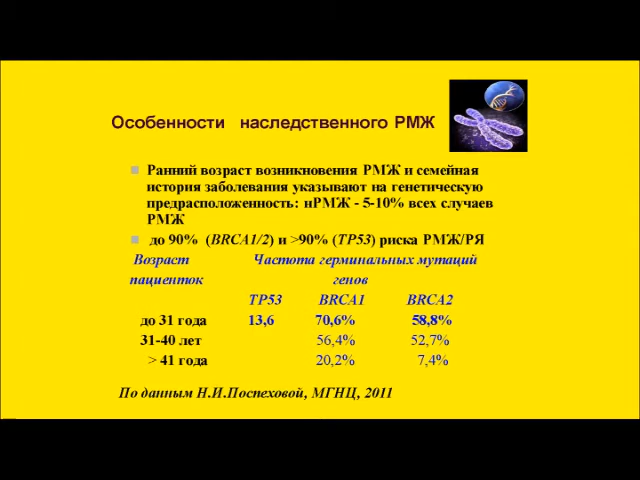 Особенности наследственного РМЖ
Ранний возраст возникновения РМЖ и семейная
история заболевания указывают на генетическую
предрасположенность: нРМЖ - 5-10% всех случаев
РМЖ
до 90% (BRCA1/2) и >90% (TP53) риска РМЖ/РЯ
Возраст Частота герминальных мутаций
пациенток генов
TP53 BRCA1 BRCA2
до 31 года 13,6 70,6% 58,8%
31-40 лет 56,4% 52,7%
> 41 года 20,2% 7,4%
По данным Н.И.Поспеховой, МГНЦ, 2011